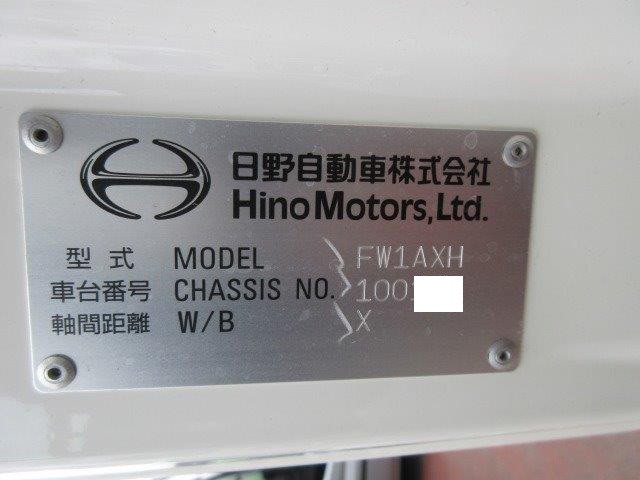 日野自動車株式会社
Hino Motors, Ltd.
型式 MODEL FW1AXH
車台番号 CHASSIS NO. 100
軸間距離 W/B X